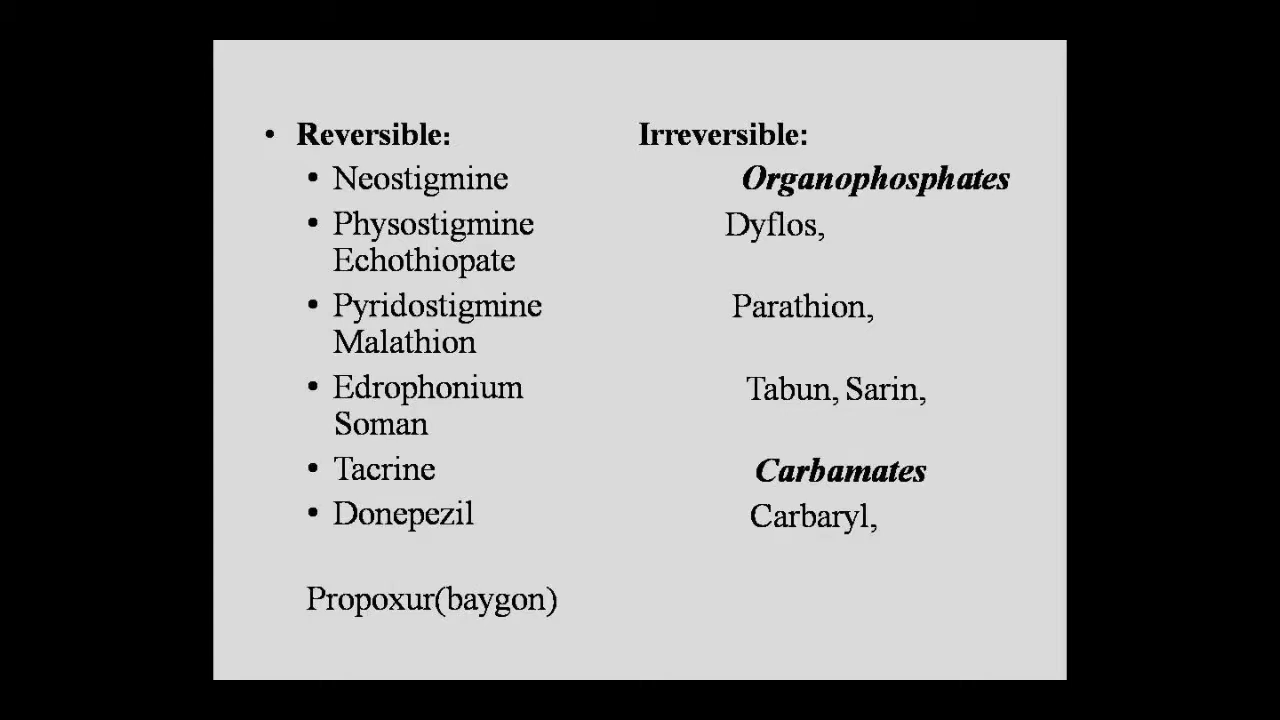 • Reversible: Irreversible:
• Neostigmine Organophosphates
• Physostigmine Dyflos,
Echothiopate
• Pyridostigmine Parathion,
Malathion
• Edrophonium Tabun, Sarin,
Soman
• Tacrine Carbamates
• Donepezil Carbaryl,
Propoxur(baygon)